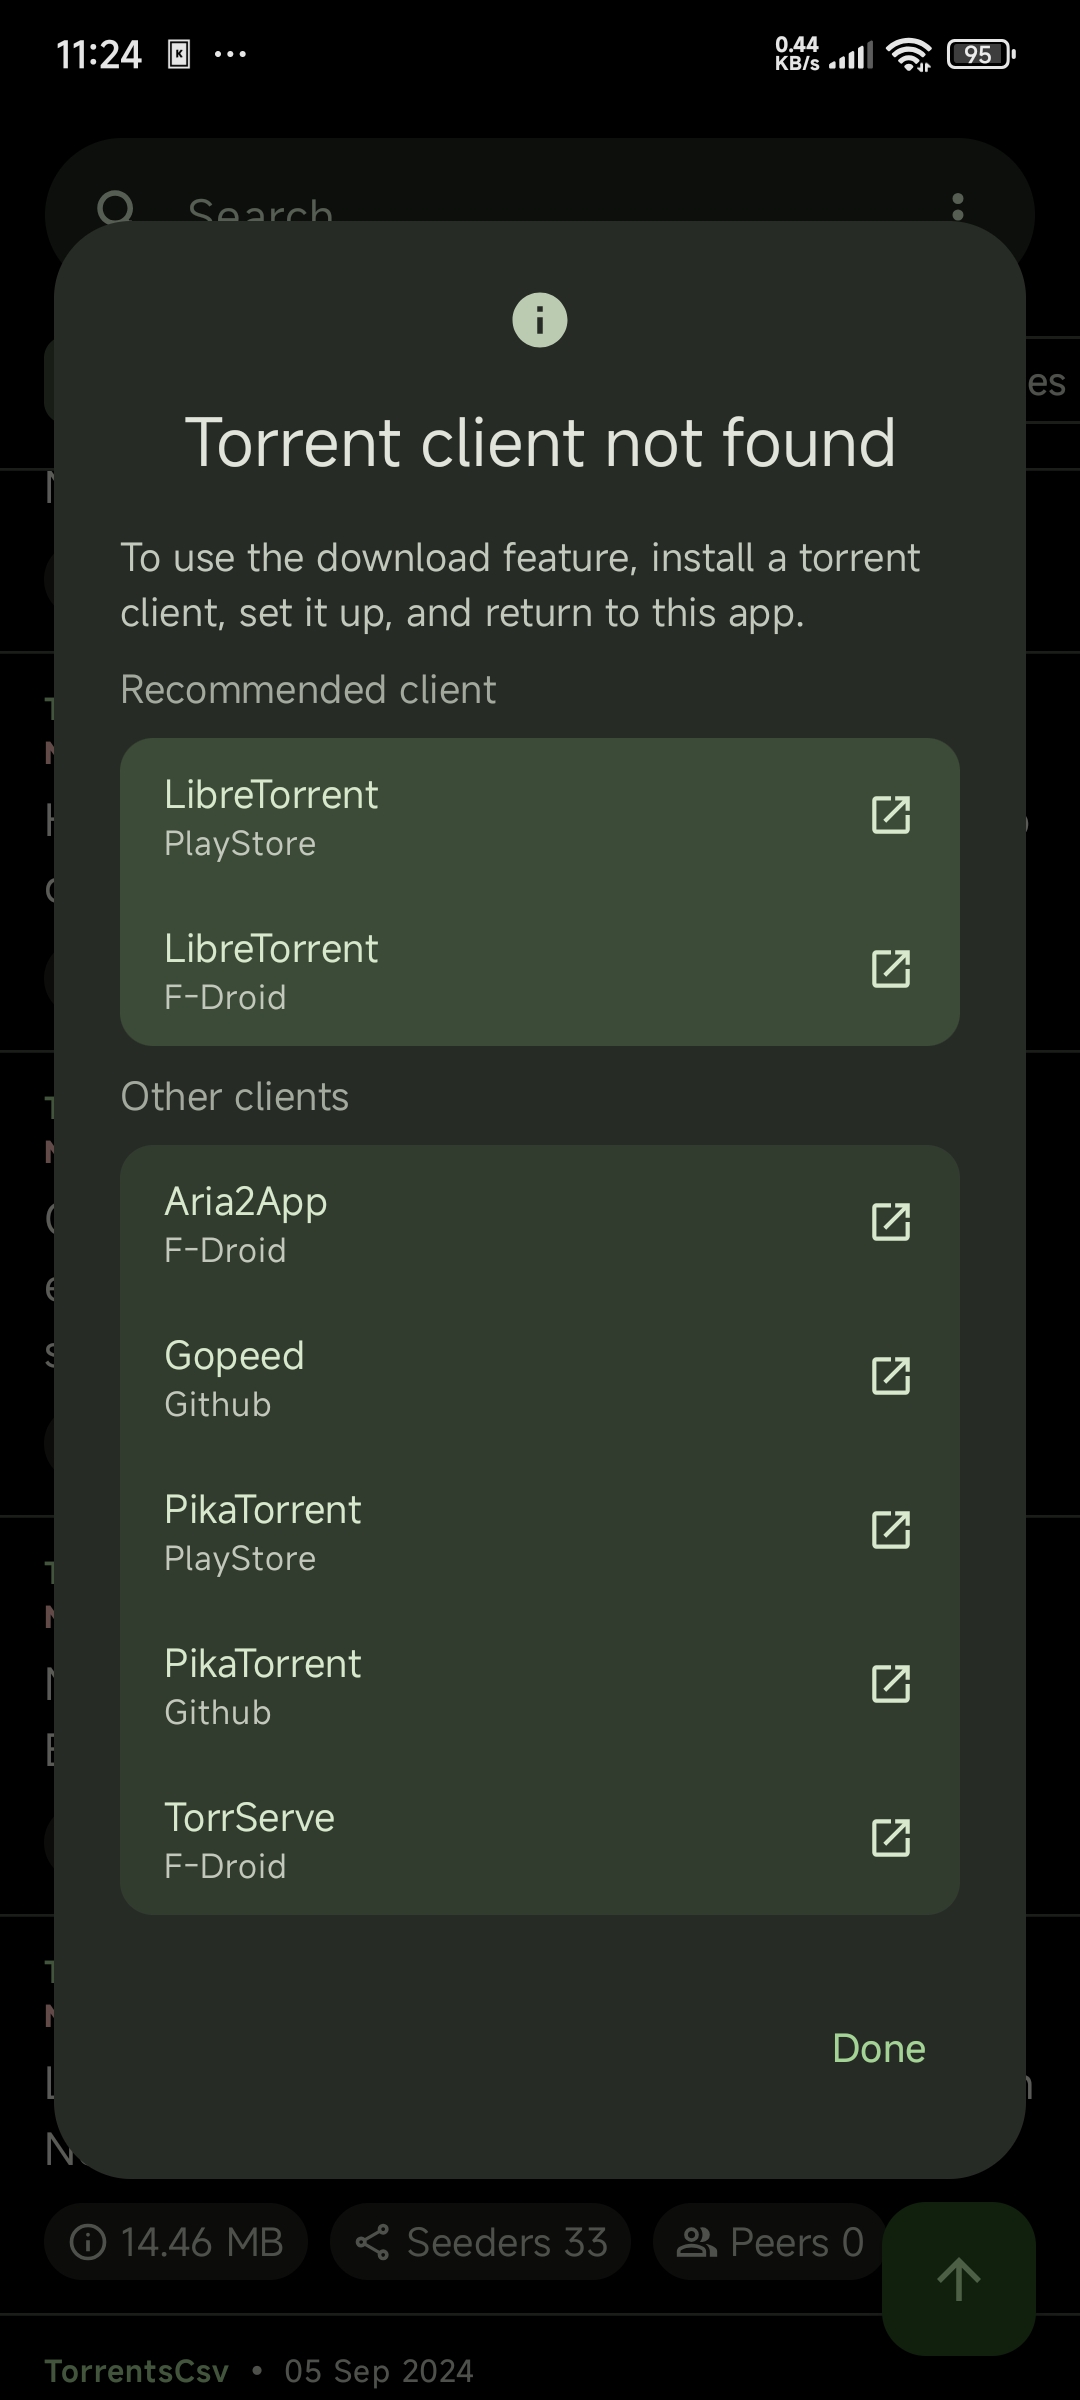 11:24
0.44
KB/s
95
Search
es
Torrent client not found
To use the download feature, install a torrent
client, set it up, and return to this app.
Recommended client
LibreTorrent
PlayStore
LibreTorrent
F-Droid
Other clients
Aria2App
F-Droid
Gopeed
Github
PikaTorrent
PlayStore
PikaTorrent
Github
TorrServe
F-Droid
Done
14.46 MB
Seeders 33
Peers 0
TorrentsCsv • 05 Sep 2024